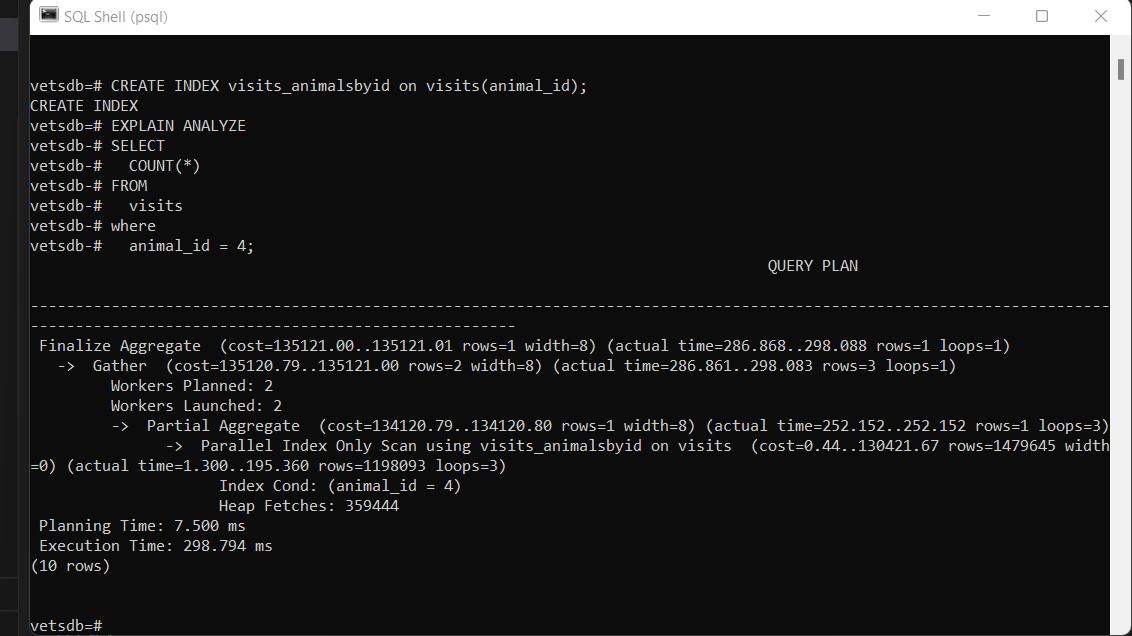 SQL Shell (psql)
vetsdb=# CREATE INDEX visits_animalsbyid on visits(animal_id);
CREATE INDEX
vetsdb=# EXPLAIN ANALYZE
vetsdb-# SELECT
vetsdb-#   COUNT(*)
vetsdb-# FROM
vetsdb-#   visits
vetsdb-# where
vetsdb-#   animal_id = 4;
QUERY PLAN
------------------------------------------------------------------------------------------------------------------------
------------------------------------------------------
 Finalize Aggregate  (cost=135121.00..135121.01 rows=1 width=8) (actual time=286.868..298.088 rows=1 loops=1)
   ->  Gather  (cost=135120.79..135121.00 rows=2 width=8) (actual time=286.861..298.083 rows=3 loops=1)
         Workers Planned: 2
         Workers Launched: 2
         ->  Partial Aggregate  (cost=134120.79..134120.80 rows=1 width=8) (actual time=252.152..252.152 rows=1 loops=3)
               ->  Parallel Index Only Scan using visits_animalsbyid on visits  (cost=0.44..130421.67 rows=1479645 width
=0) (actual time=1.300..195.360 rows=1198093 loops=3)
                     Index Cond: (animal_id = 4)
                     Heap Fetches: 359444
 Planning Time: 7.500 ms
 Execution Time: 298.794 ms
(10 rows)
vetsdb=#